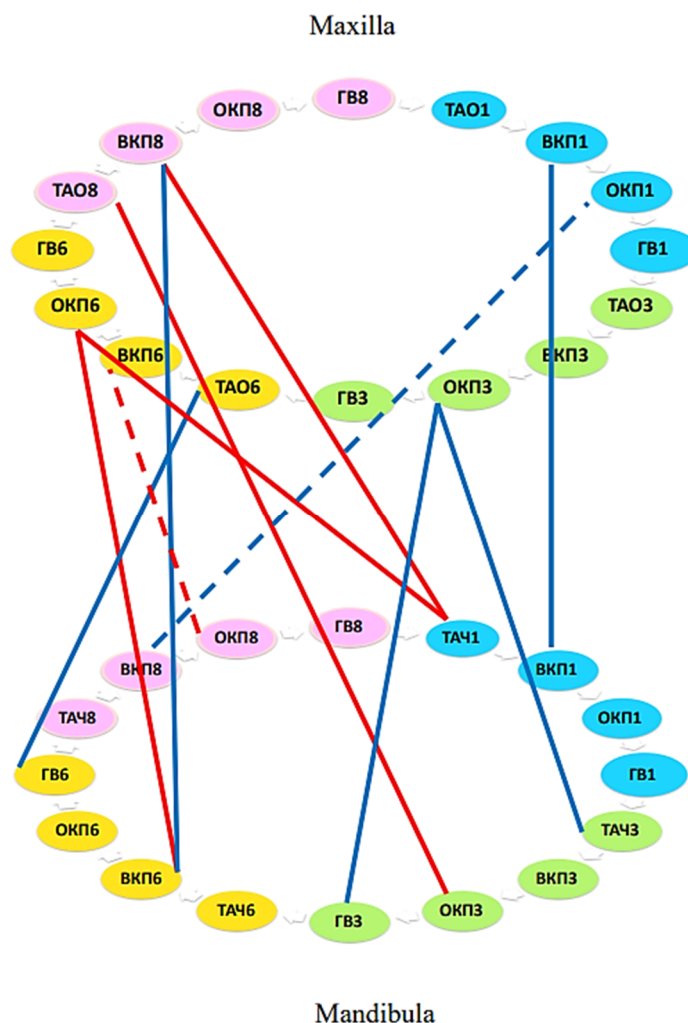 Maxilla
ГВ8
ОКП8
ТАО1
ВКП8
ВКП1
ТАО8
ОКП1
ГВ6
ГВ1
ОКП6
ТАО3
ВКП6
ВКП3
ТАО6
ГВ3
ОКП3
ОКП8
ГВ8
ТАЧ1
ВКП8
ВКП1
ТАЧ8
ОКП1
ГВ6
ГВ1
ОКП6
ТАЧ3
ВКП6
ВКП3
ТАЧ6
ГВ3
ОКП3
Mandibula